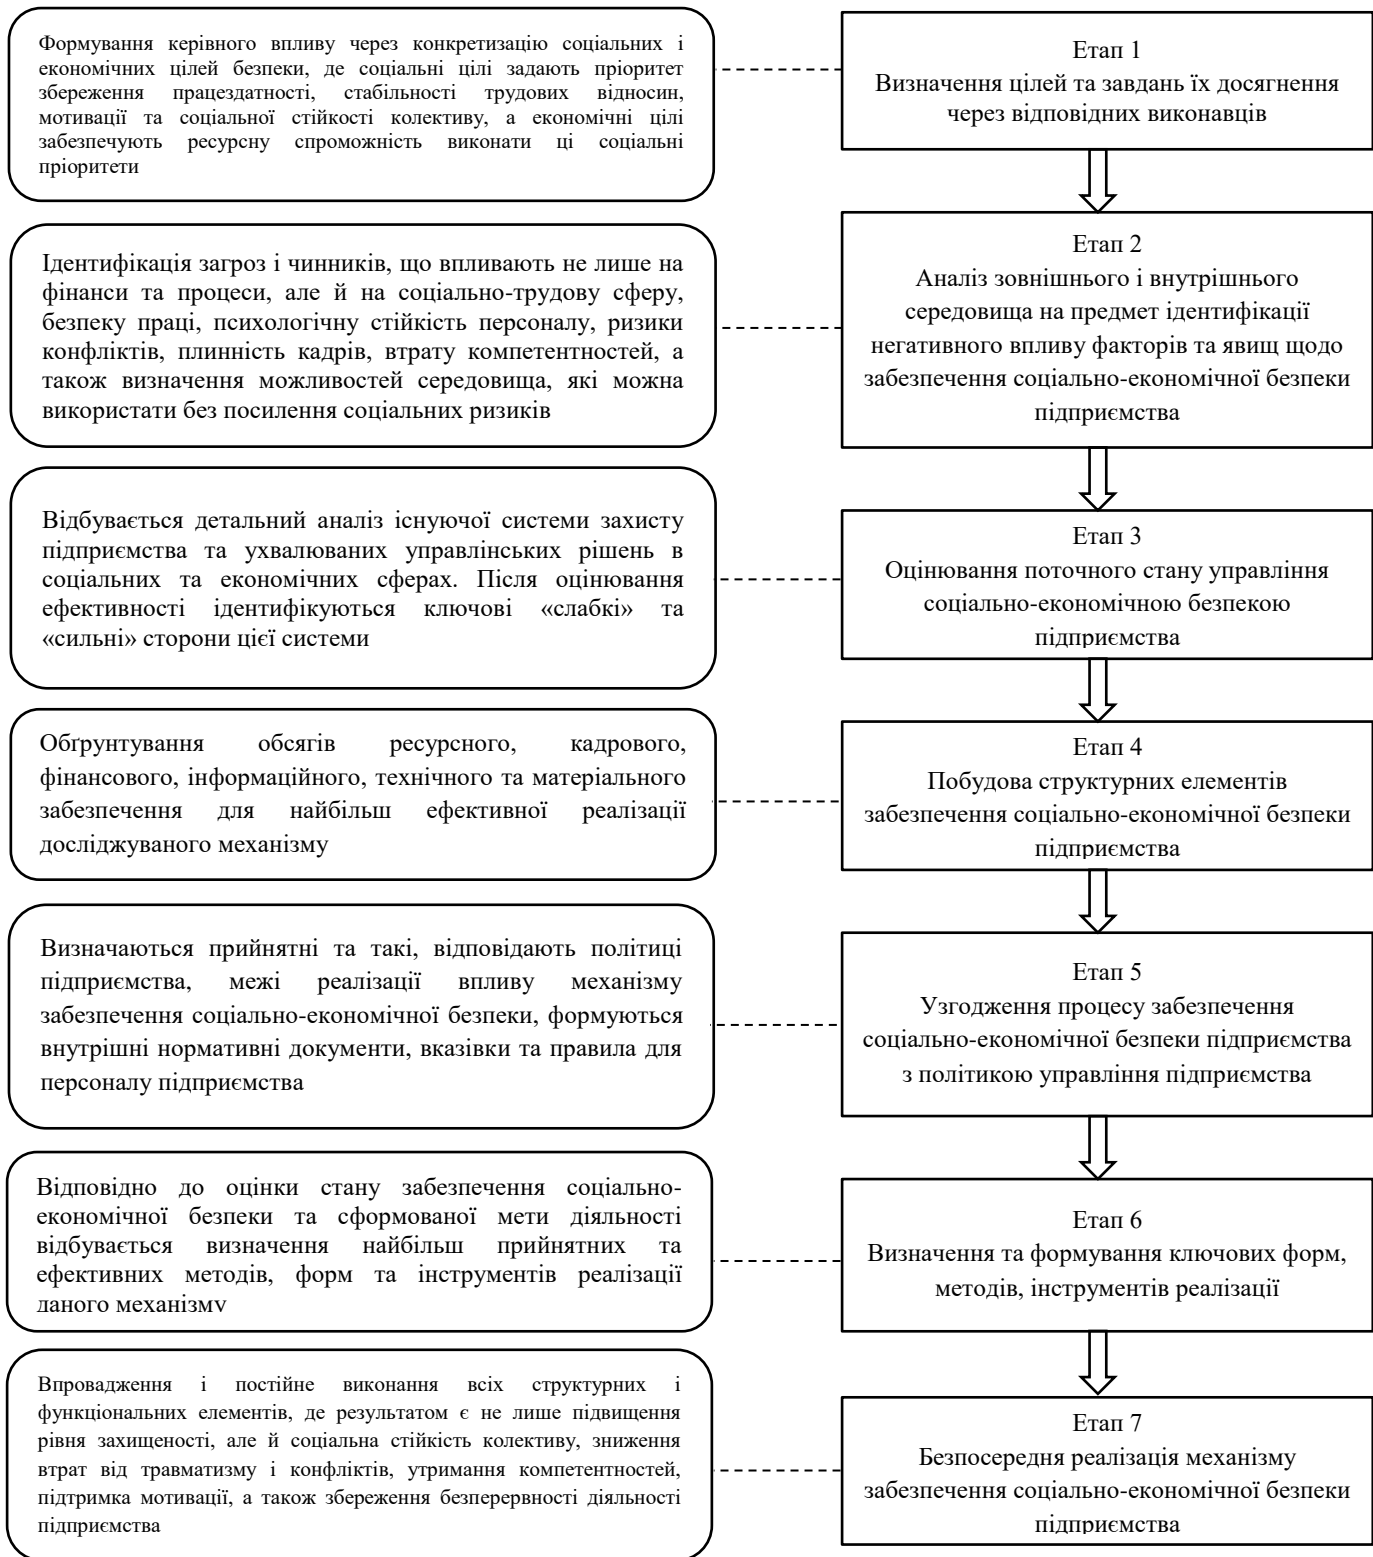 Формування керівного впливу через конкретизацію соціальних і
економічних цілей безпеки, де соціальні цілі задають пріоритет
збереження працездатності, стабільності трудових відносин,
мотивації та соціальної стійкості колективу, а економічні цілі
забезпечують ресурсну спроможність виконати ці соціальні
пріоритети
Етап 1
Визначення цілей та завдань їх досягнення
через відповідних виконавців
Ідентифікація загроз і чинників, що впливають не лише на
фінанси та процеси, але й на соціально-трудову сферу,
безпеку праці, психологічну стійкість персоналу, ризики
конфліктів, плинність кадрів, втрату компетентностей, а
також визначення можливостей середовища, які можна
використати без посилення соціальних ризиків
Етап 2
Аналіз зовнішнього і внутрішнього
середовища на предмет ідентифікації
негативного впливу факторів та явищ щодо
забезпечення соціально-економічної безпеки
підприємства
Відбувається детальний аналіз існуючої системи захисту
підприємства та ухвалюваних управлінських рішень в
соціальних та економічних сферах. Після оцінювання
ефективності ідентифікуються ключові «слабкі» та
«сильні» сторони цієї системи
Етап 3
Оцінювання поточного стану управління
соціально-економічною безпекою
підприємства
Обґрунтування обсягів ресурсного, кадрового,
фінансового, інформаційного, технічного та матеріального
забезпечення для найбільш ефективної реалізації
досліджуваного механізму
Етап 4
Побудова структурних елементів
забезпечення соціально-економічної безпеки
підприємства
Визначаються прийнятні та такі, відповідають політиці
підприємства, межі реалізації впливу механізму
забезпечення соціально-економічної безпеки, формуються
внутрішні нормативні документи, вказівки та правила для
персоналу підприємства
Етап 5
Узгодження процесу забезпечення
соціально-економічної безпеки підприємства
з політикою управління підприємства
Відповідно до оцінки стану забезпечення соціально-
економічної безпеки та сформованої мети діяльності
відбувається визначення найбільш прийнятних та
ефективних методів, форм та інструментів реалізації
даного механізму
Етап 6
Визначення та формування ключових форм,
методів, інструментів реалізації
Впровадження і постійне виконання всіх структурних і
функціональних елементів, де результатом є не лише підвищення
рівня захищеності, але й соціальна стійкість колективу, зниження
втрат від травматизму і конфліктів, утримання компетентностей,
підтримка мотивації, а також збереження безперервності діяльності
підприємства
Етап 7
Безпосередня реалізація механізму
забезпечення соціально-економічної безпеки
підприємства